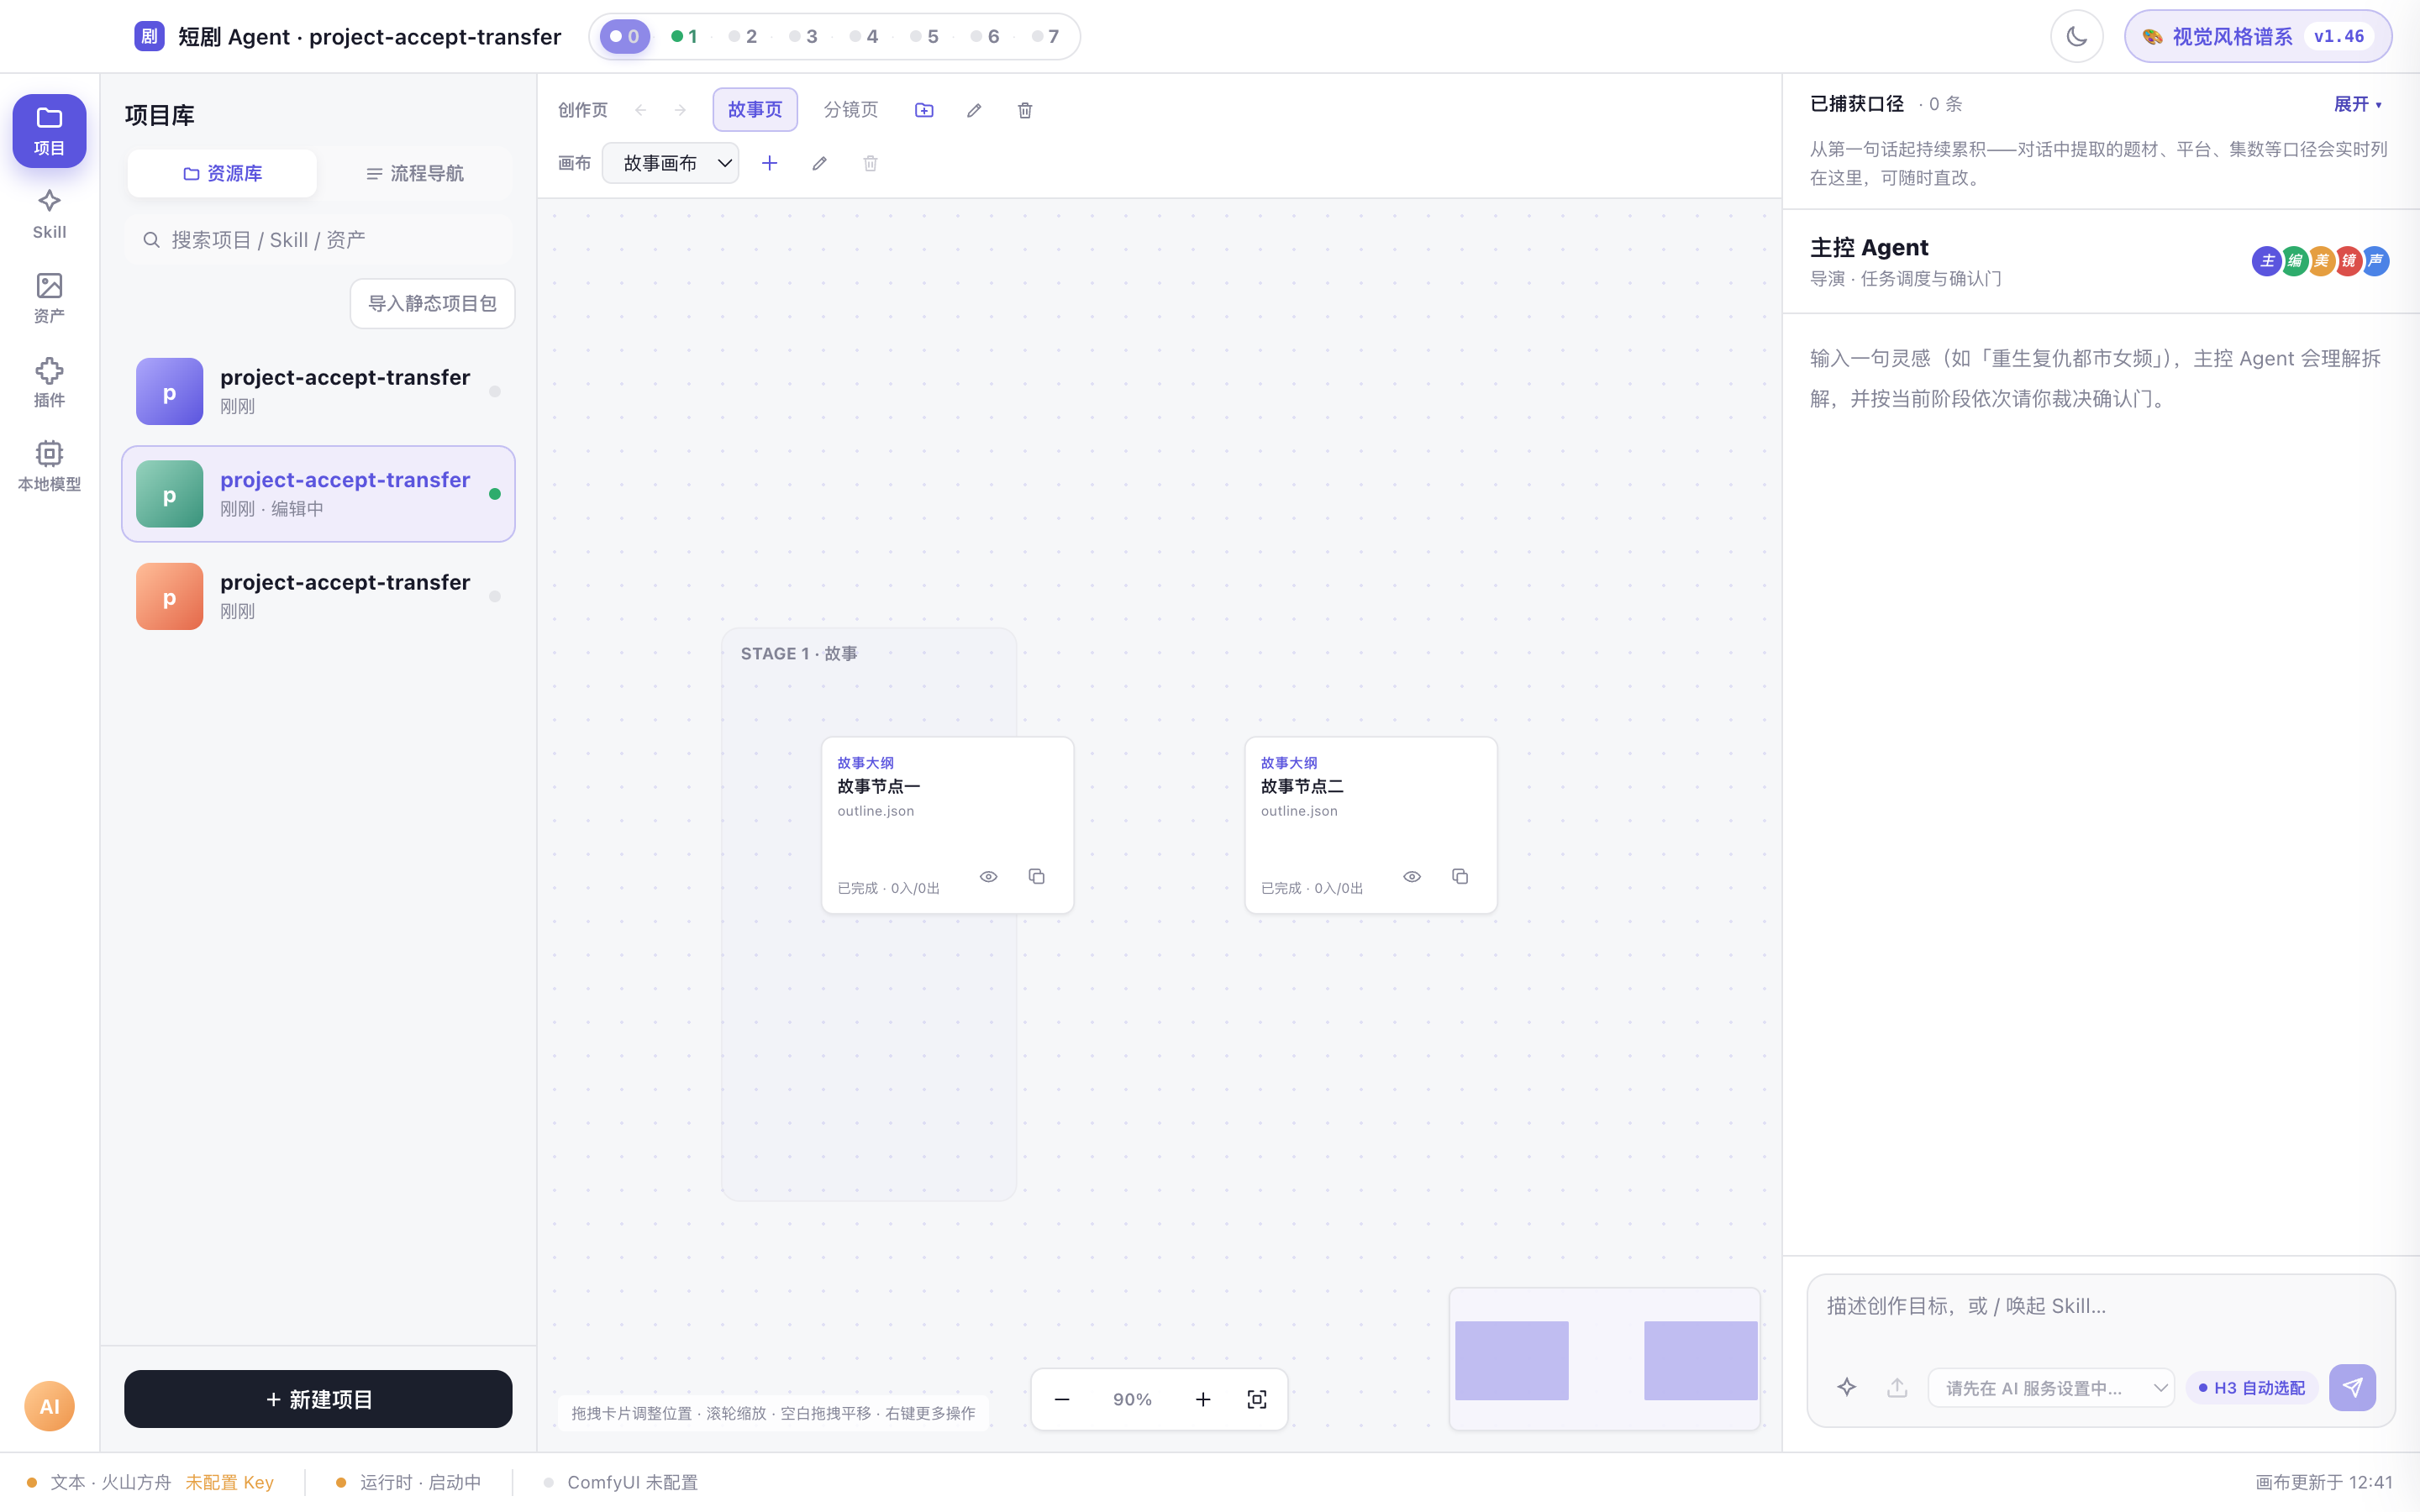 剧 短剧 Agent · project-accept-transfer
0 · 1 · 2 · 3 · 4 · 5 · 6 · 7
视觉风格谱系 v1.46
项目
Skill
资产
插件
本地模型
AI
项目库
资源库
流程导航
搜索项目 / Skill / 资产
导入静态项目包
p
project-accept-transfer
刚刚
p
project-accept-transfer
刚刚 · 编辑中
p
project-accept-transfer
刚刚
+ 新建项目
创作页 ← → 故事页 分镜页
画布 故事画布
STAGE 1 · 故事
故事大纲
故事节点一
outline.json
已完成 · 0入/0出
故事大纲
故事节点二
outline.json
已完成 · 0入/0出
拖拽卡片调整位置 · 滚轮缩放 · 空白拖拽平移 · 右键更多操作
− 90% +
已捕获口径 · 0 条
展开 ▾
从第一句话起持续累积——对话中提取的题材、平台、集数等口径会实时列
在这里，可随时直改。
主控 Agent
导演 · 任务调度与确认门
主 编 美 镜 声
输入一句灵感（如「重生复仇都市女频」），主控 Agent 会理解拆
解，并按当前阶段依次请你裁决确认门。
描述创作目标，或 / 唤起 Skill...
请先在 AI 服务设置中...
H3 自动选配
文本 · 火山方舟 未配置 Key
运行时 · 启动中
ComfyUI 未配置
画布更新于 12:41